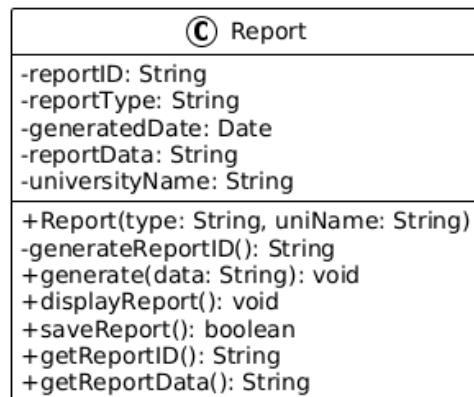 C Report
-reportID: String
-reportType: String
-generatedDate: Date
-reportData: String
-universityName: String
+Report(type: String, uniName: String)
-generateReportID(): String
+generate(data: String): void
+displayReport(): void
+saveReport(): boolean
+getReportID(): String
+getReportData(): String